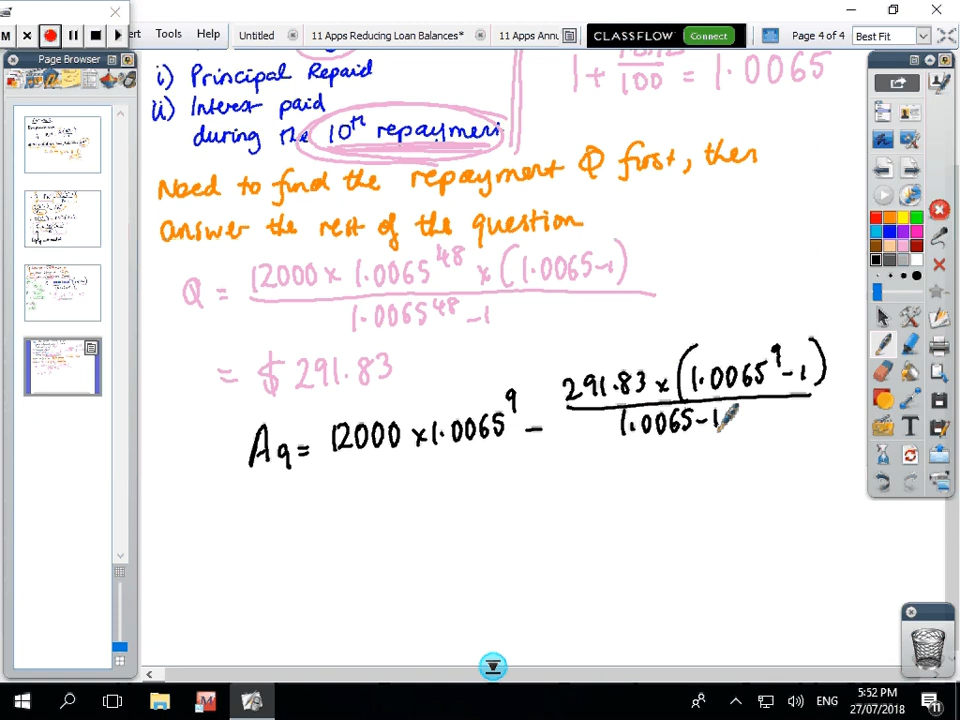 M
ert Tools Help Untitled 11 Apps Reducing Loan Balances* 11 Apps Annu CLASSFLOW Connect Page 4 of 4 Best Fit
Page Browser
i) Principal Repaid
ii) Interest paid
during the 10th repayment
1 + /100 = 1.0065
Need to find the repayment Q first, then
answer the rest of the question
Q = 12000 × 1.0065^48 × (1.0065-1)
1.0065^48 - 1
= $ 291.83
A9 = 12000 × 1.0065^9 - 291.83 × (1.0065^9 - 1)
1.0065 - 1
T
M
ENG
5:52 PM
27/07/2018
11